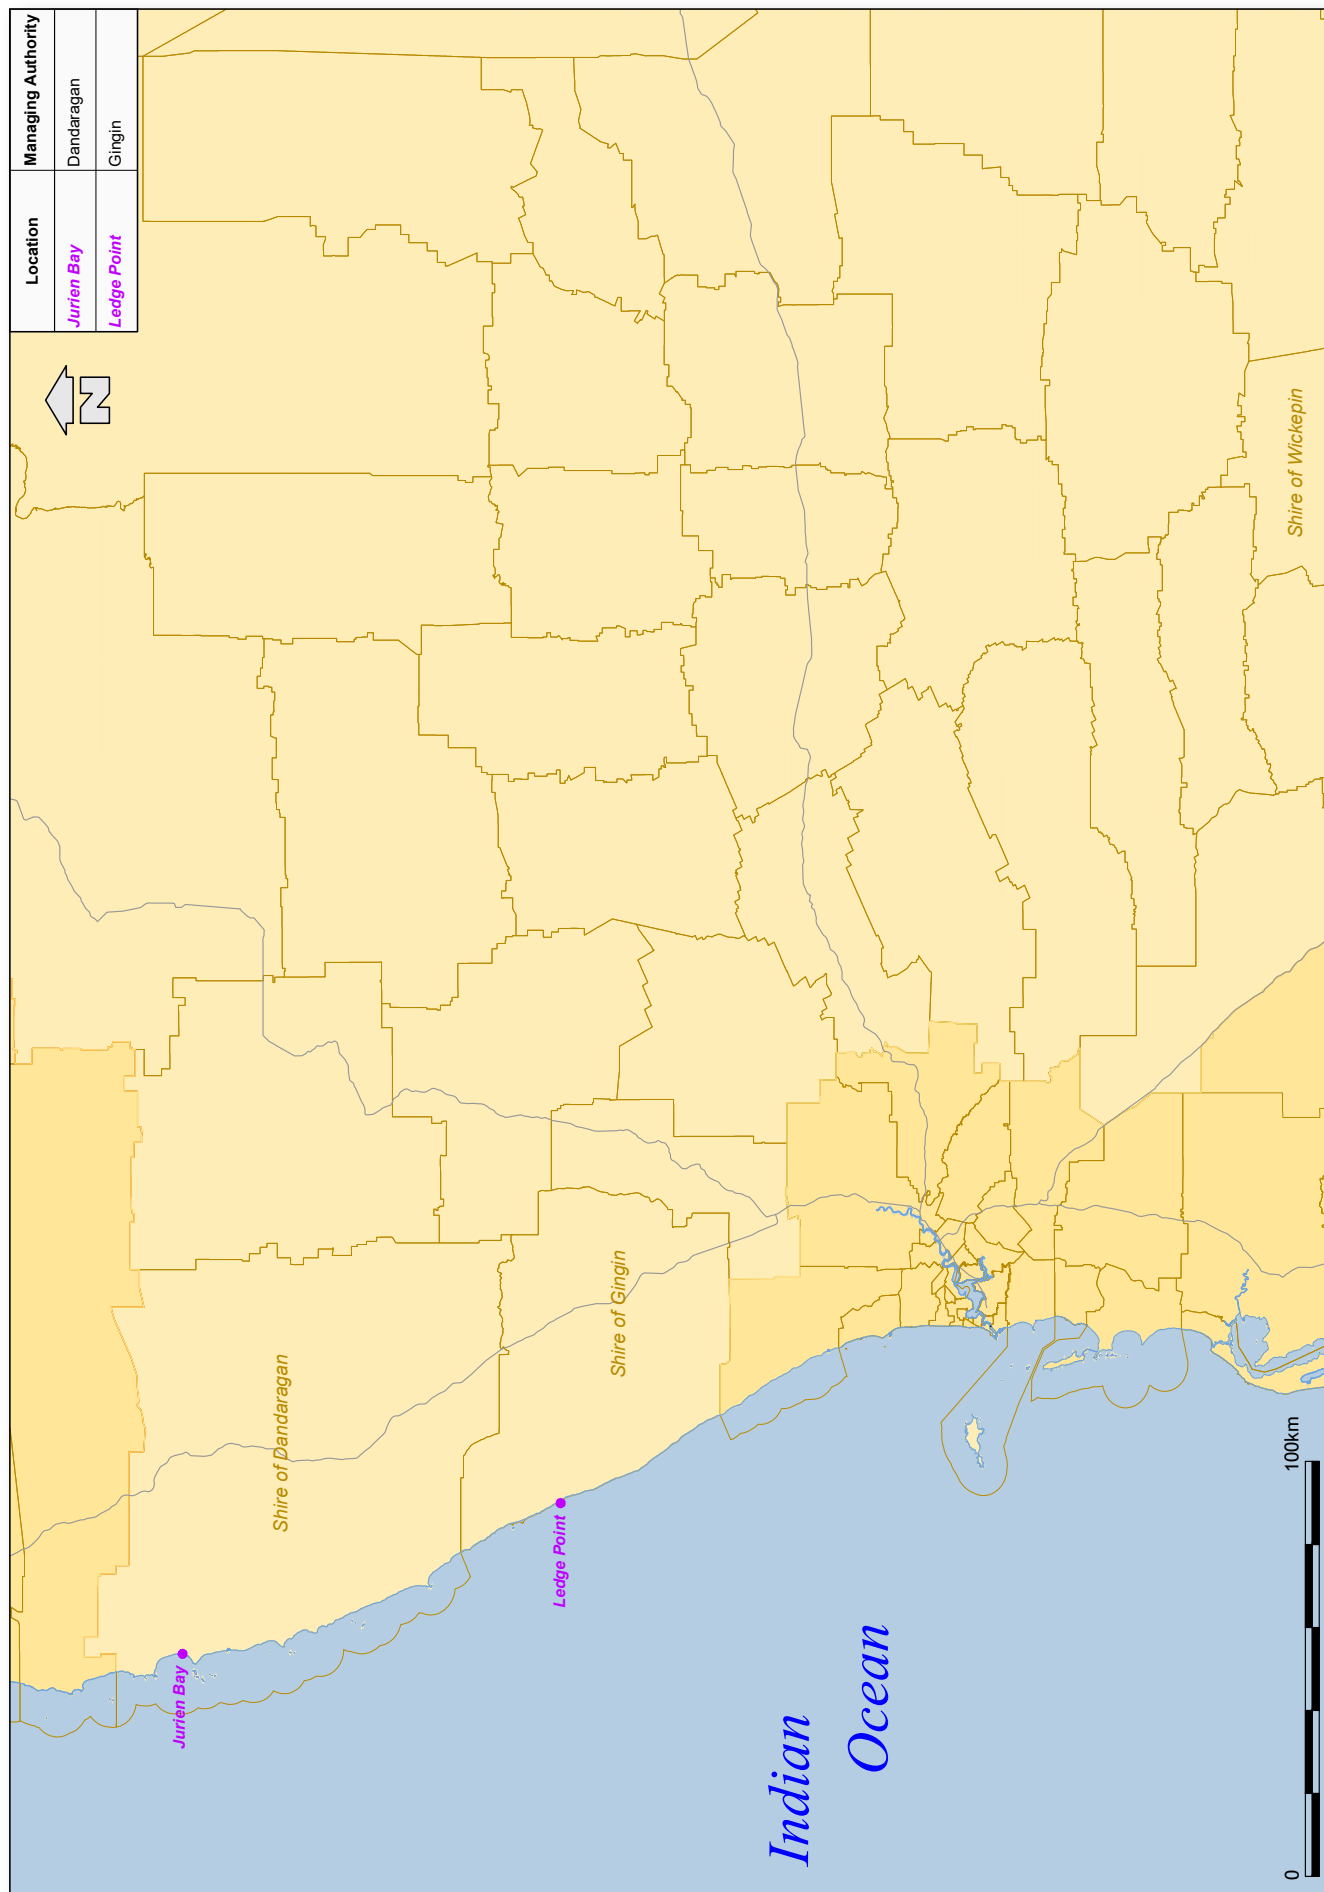 Location Managing Authority
Jurien Bay Dandaragan
Ledge Point Gingin
N
Shire of Wickepin
Shire of Dandaragan
Shire of Gingin
Jurien Bay
Ledge Point
Indian
Ocean
0 100km